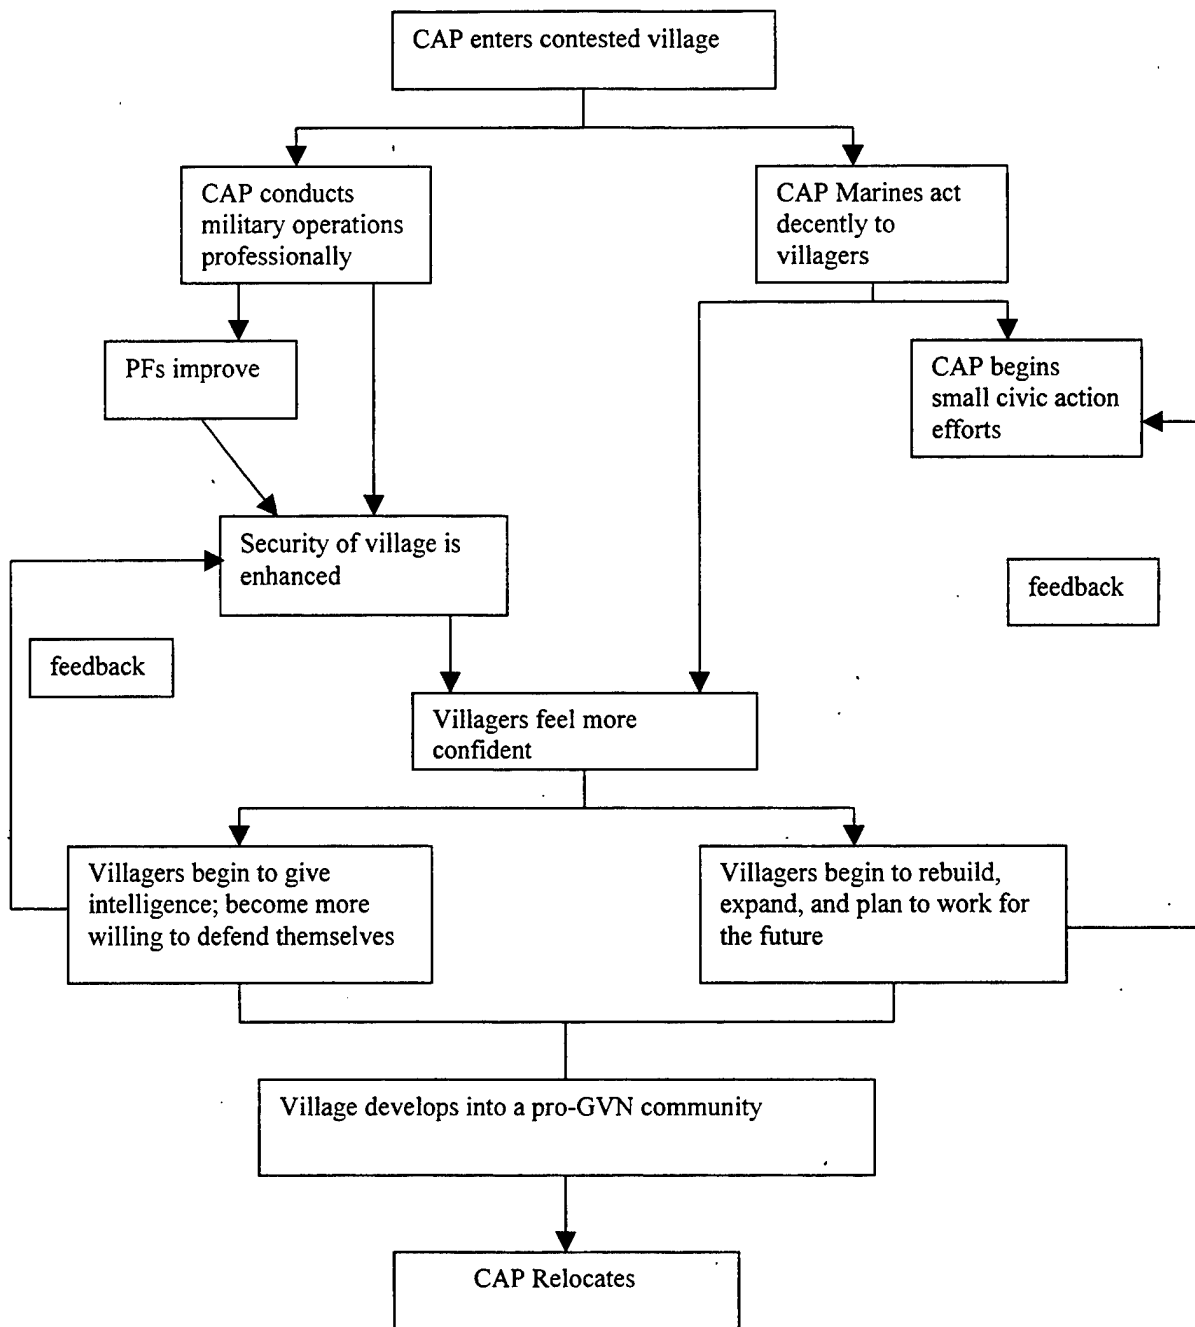 CAP enters contested village
CAP conducts
military operations
professionally
CAP Marines act
decently to
villagers
PFs improve
CAP begins
small civic action
efforts
Security of village is
enhanced
feedback
feedback
Villagers feel more
confident
Villagers begin to give
intelligence; become more
willing to defend themselves
Villagers begin to rebuild,
expand, and plan to work for
the future
Village develops into a pro-GVN community
CAP Relocates